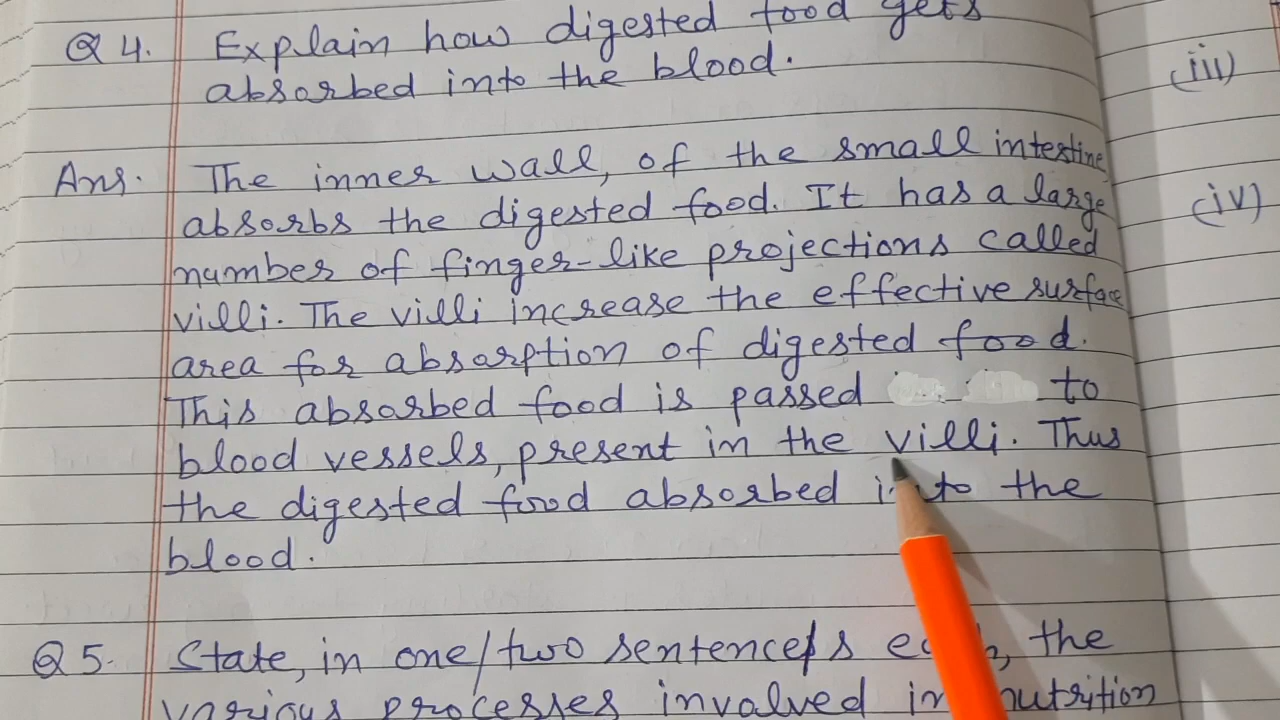 Q 4. Explain how digested food gets
absorbed into the blood.
(iii)
Ans. The inner wall, of the small intestine
absorbs the digested food. It has a large
(iv)
number of finger-like projections called
villi. The villi increase the effective surface
area for absorption of digested food.
This absorbed food is passed to
blood vessels, present in the villi. Thus
the digested food absorbed into the
blood.
Q 5. State, in one/two sentence/s each, the
various processes involved in nutrition